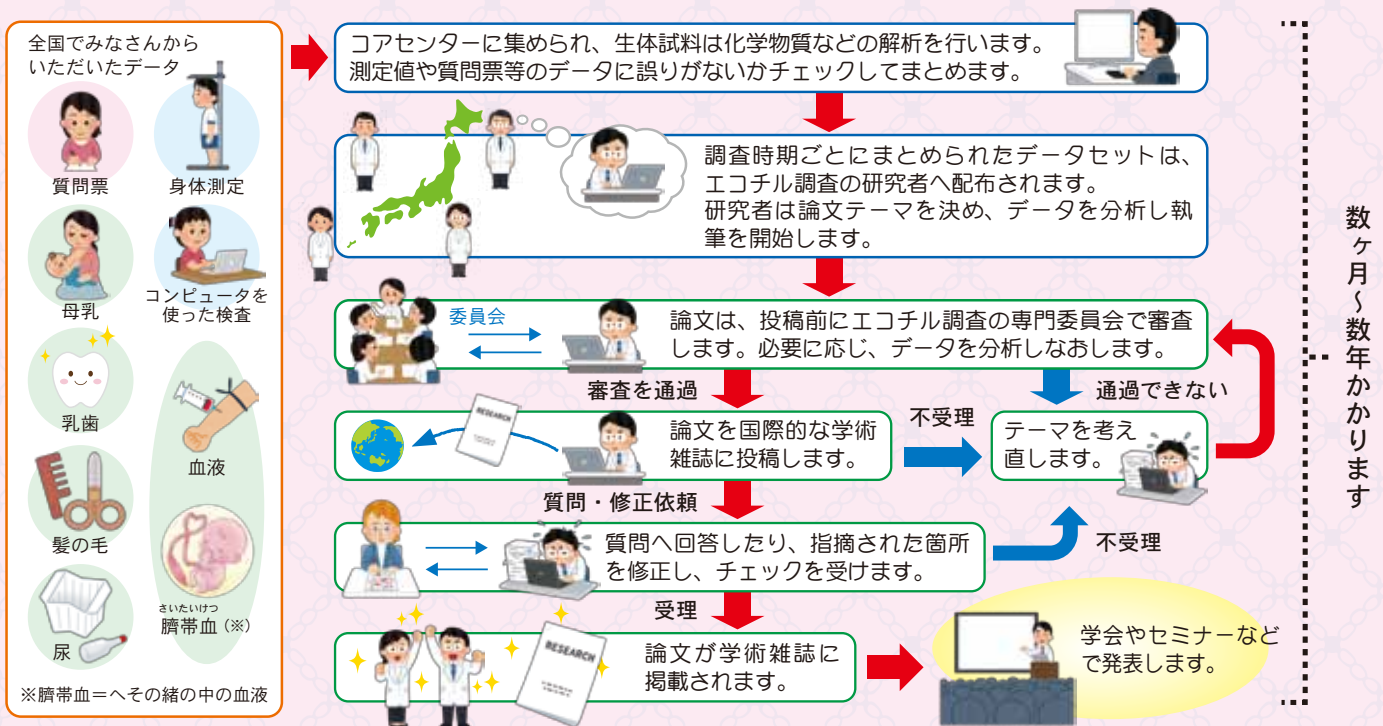 全国でみなさんから
いただいたデータ
質問票
身体測定
母乳
コンピュータを
使った検査
乳歯
血液
髪の毛
さいたいけつ
臍帯血（※）
尿
※臍帯血＝へその緒の中の血液
コアセンターに集められ、生体試料は化学物質などの解析を行います。
測定値や質問票等のデータに誤りがないかチェックしてまとめます。
調査時期ごとにまとめられたデータセットは、
エコチル調査の研究者へ配布されます。
研究者は論文テーマを決め、データを分析し執
筆を開始します。
委員会
論文は、投稿前にエコチル調査の専門委員会で審査
します。必要に応じ、データを分析しなおします。
審査を通過
通過できない
RESEARCH
論文を国際的な学術
雑誌に投稿します。
不受理
テーマを考え
直します。
質問・修正依頼
質問へ回答したり、指摘された箇所
を修正し、チェックを受けます。
不受理
受理
RESEARCH
論文が学術雑誌に
掲載されます。
学会やセミナーなど
で発表します。
数ヶ月～数年かかります